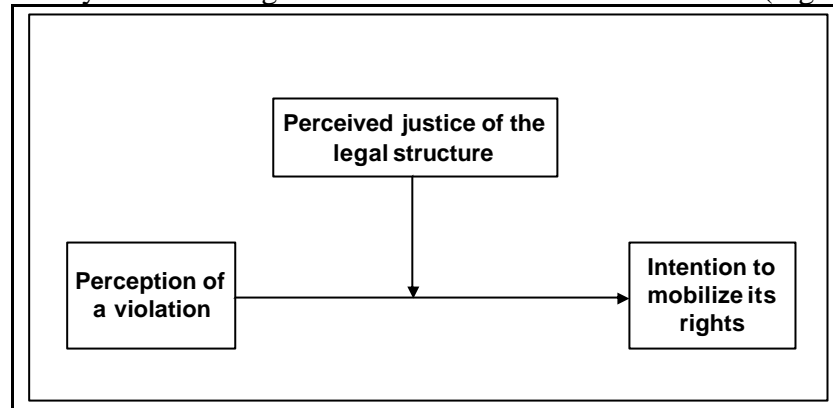 Perceived justice of the
legal structure
Perception of
a violation
Intention to
mobilize its
rights